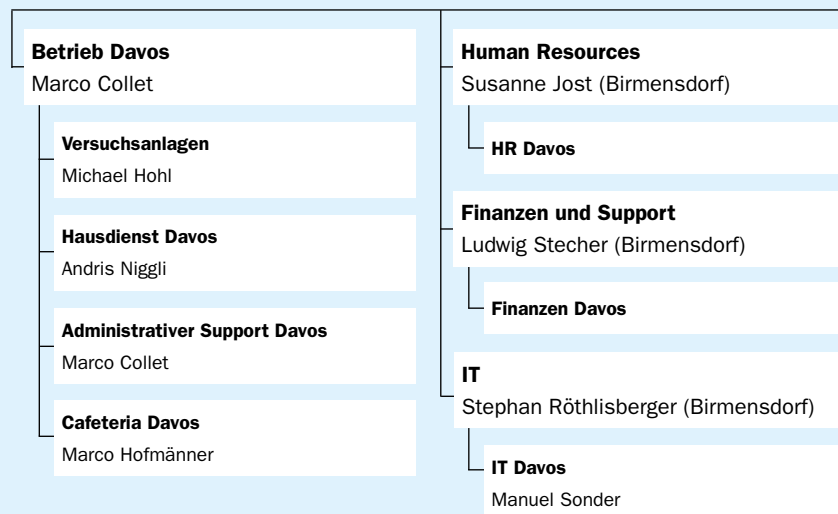 Betrieb Davos
Marco Collet
Versuchsanlagen
Michael Hohl
Hausdienst Davos
Andris Niggli
Administrativer Support Davos
Marco Collet
Cafeteria Davos
Marco Hofmänner
Human Resources
Susanne Jost (Birmensdorf)
HR Davos
Finanzen und Support
Ludwig Stecher (Birmensdorf)
Finanzen Davos
IT
Stephan Röthlisberger (Birmensdorf)
IT Davos
Manuel Sonder